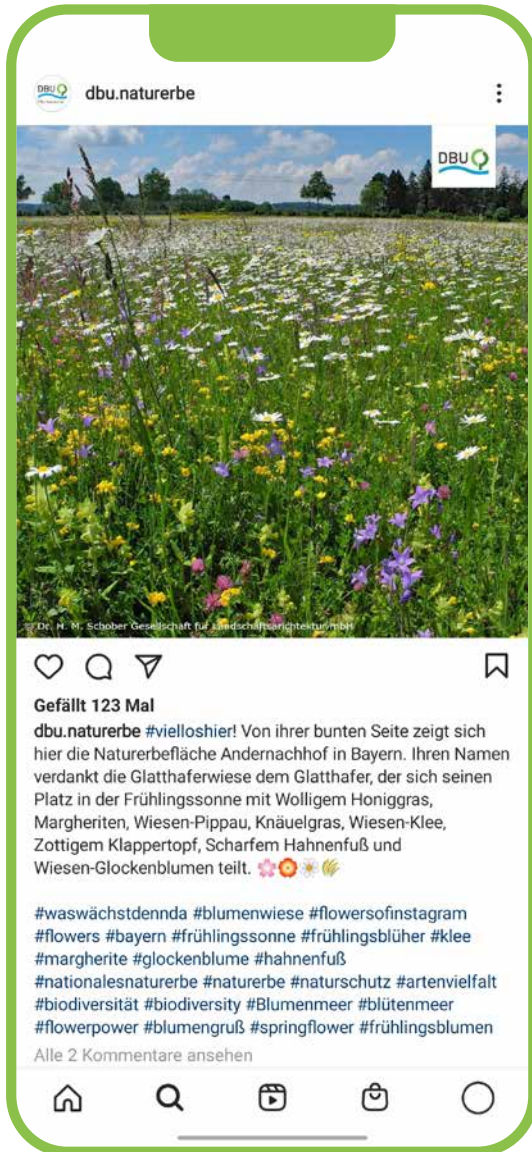 dbu.naturerbe
DBU
© Dr. H. M. Schober Gesellschaft für Landschaftsarichtektur mbH
Gefällt 123 Mal
dbu.naturerbe #vielloshier! Von ihrer bunten Seite zeigt sich
hier die Naturerbefläche Andernachhof in Bayern. Ihren Namen
verdankt die Glatthaferwiese dem Glatthafer, der sich seinen
Platz in der Frühlingssonne mit Wolligem Honiggras,
Margheriten, Wiesen-Pippau, Knäuelgras, Wiesen-Klee,
Zottigem Klappertopf, Scharfem Hahnenfuß und
Wiesen-Glockenblumen teilt. 🌸🏵️🌼🌾
#waswächstdennda #blumenwiese #flowersofinstagram
#flowers #bayern #frühlingssonne #frühlingsblüher #klee
#margherite #glockenblume #hahnenfuß
#nationalesnaturerbe #naturerbe #naturschutz #artenvielfalt
#biodiversität #biodiversity #Blumenmeer #blütenmeer
#flowerpower #blumengruß #springflower #frühlingsblumen
Alle 2 Kommentare ansehen